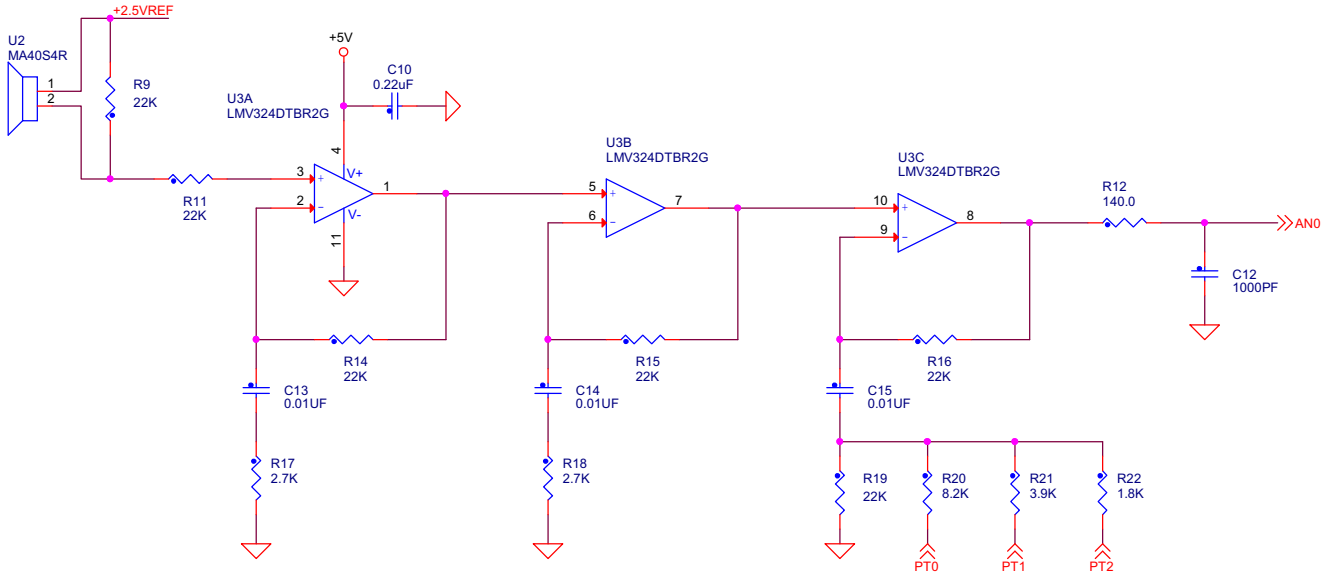 +2.5VREF
U2
MA40S4R
1
2
R9
22K
+5V
C10
0.22uF
U3A
LMV324DTBR2G
4
V+
3
+
2
−
1
V-
11
R11
22K
U3B
LMV324DTBR2G
5
+
6
−
7
U3C
LMV324DTBR2G
10
+
9
−
8
R12
140.0
AN0
C12
1000PF
R14
22K
R15
22K
R16
22K
C13
0.01UF
C14
0.01UF
C15
0.01UF
R17
2.7K
R18
2.7K
R19
22K
R20
8.2K
R21
3.9K
R22
1.8K
PT0
PT1
PT2